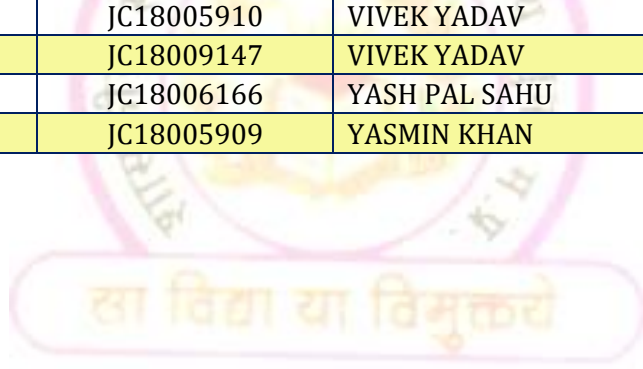 JC18005910 VIVEK YADAV
JC18009147 VIVEK YADAV
JC18006166 YASH PAL SAHU
JC18005909 YASMIN KHAN
सा विद्या या विमुक्तये